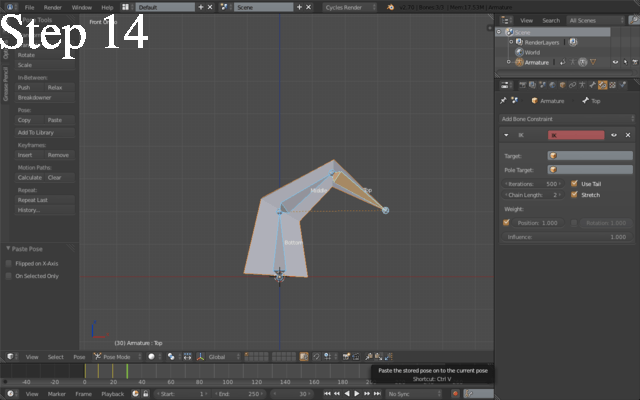 File
Render
Window
Help
Default
Scene
Cycles Render
Front Ortho
Step 14
Tools
Grease Pencil
Rotate
Scale
In-Between:
Push
Relax
Breakdowner
Pose:
Copy
Paste
Add To Library
Keyframes:
Insert
Remove
Motion Paths:
Calculate
Clear
Repeat:
Repeat Last
History...
Paste Pose
Flipped on X-Axis
On Selected Only
Middle
Top
Bottom
(30) Armature : Top
View
Select
Pose
Pose Mode
Global
Paste the stored pose on to the current pose
Shortcut: Ctrl V
-40
-20
0
20
40
60
80
100
120
140
160
180
200
220
240
260
View
Marker
Frame
Playback
Start:
1
End:
250
30
No Sync
View
Search
All Scenes
Scene
RenderLayers
World
Armature
Armature
Top
Add Bone Constraint
IK
Target:
Pole Target:
Iterations:
500
Use Tail
Chain Length:
2
Stretch
Weight:
Position:
1.000
Rotation:
1.000
Influence:
1.000